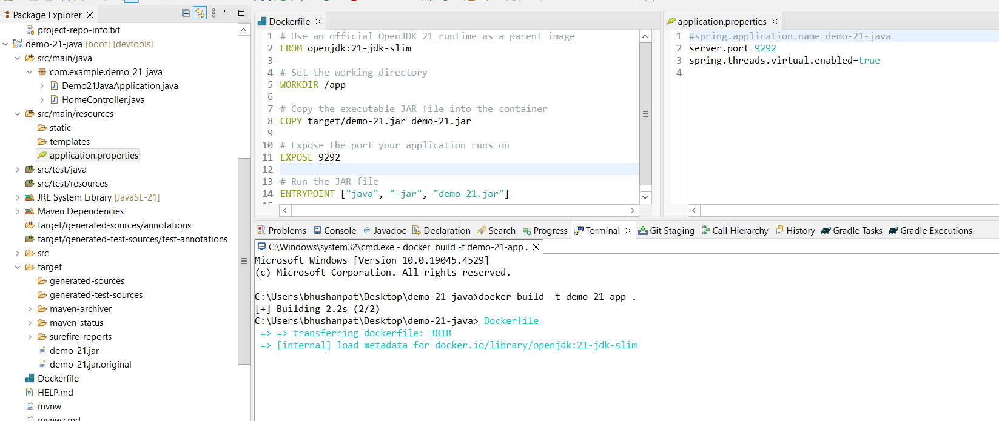 Package Explorer
project-repo-info.txt
demo-21-java [boot] [devtools]
src/main/java
com.example.demo_21_java
Demo21JavaApplication.java
HomeController.java
src/main/resources
static
templates
application.properties
src/test/java
src/test/resources
JRE System Library [JavaSE-21]
Maven Dependencies
target/generated-sources/annotations
target/generated-test-sources/test-annotations
src
target
generated-sources
generated-test-sources
maven-archiver
maven-status
surefire-reports
demo-21.jar
demo-21.jar.original
Dockerfile
HELP.md
mvnw
mvnw.cmd
Dockerfile
1 # Use an official OpenJDK 21 runtime as a parent image
2 FROM openjdk:21-jdk-slim
3
4 # Set the working directory
5 WORKDIR /app
6
7 # Copy the executable JAR file into the container
8 COPY target/demo-21.jar demo-21.jar
9
10 # Expose the port your application runs on
11 EXPOSE 9292
12
13 # Run the JAR file
14 ENTRYPOINT ["java", "-jar", "demo-21.jar"]
application.properties
1 #spring.application.name=demo-21-java
2 server.port=9292
3 spring.threads.virtual.enabled=true
4
Problems Console @ Javadoc Declaration Search Progress Terminal Git Staging Call Hierarchy History Gradle Tasks Gradle Executions
C:\Windows\system32\cmd.exe - docker build -t demo-21-app .
Microsoft Windows [Version 10.0.19045.4529]
(c) Microsoft Corporation. All rights reserved.
C:\Users\bhushanpat\Desktop\demo-21-java>docker build -t demo-21-app .
[+] Building 2.2s (2/2)
C:\Users\bhushanpat\Desktop\demo-21-java> Dockerfile
=> => transferring dockerfile: 381B
=> [internal] load metadata for docker.io/library/openjdk:21-jdk-slim